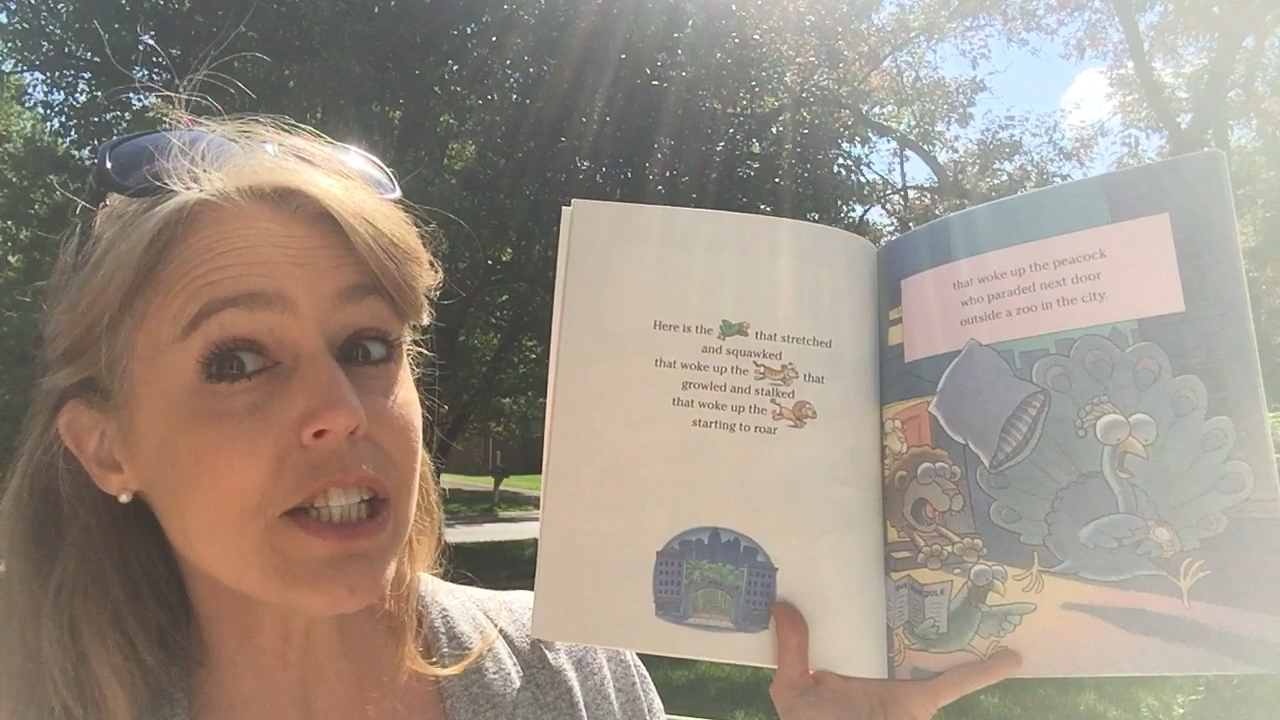 Here is the that stretched
and squawked
that woke up the that
growled and stalked
that woke up the
starting to roar
that woke up the peacock
who paraded next door
outside a zoo in the city.